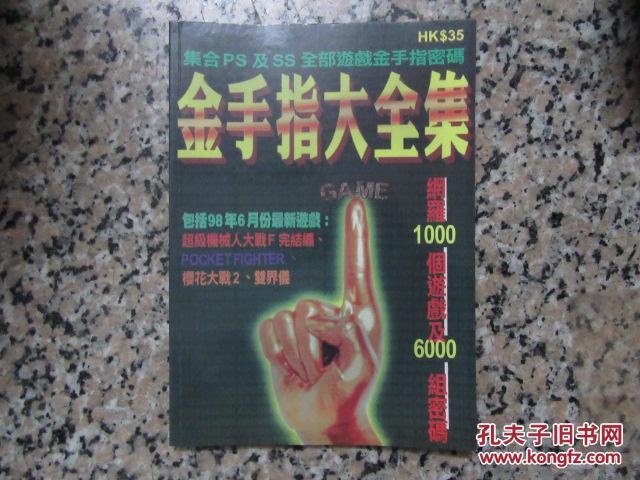 HK$35
集合PS及SS全部遊戲金手指密碼
金手指大全集
GAME
包括98年6月份最新遊戲：
超級機械人大戰F完結編、
POCKET FIGHTER、
櫻花大戰2、雙界儀
網羅
1000
個遊戲及
6000
組密碼
孔夫子旧书网
www.kongfz.com